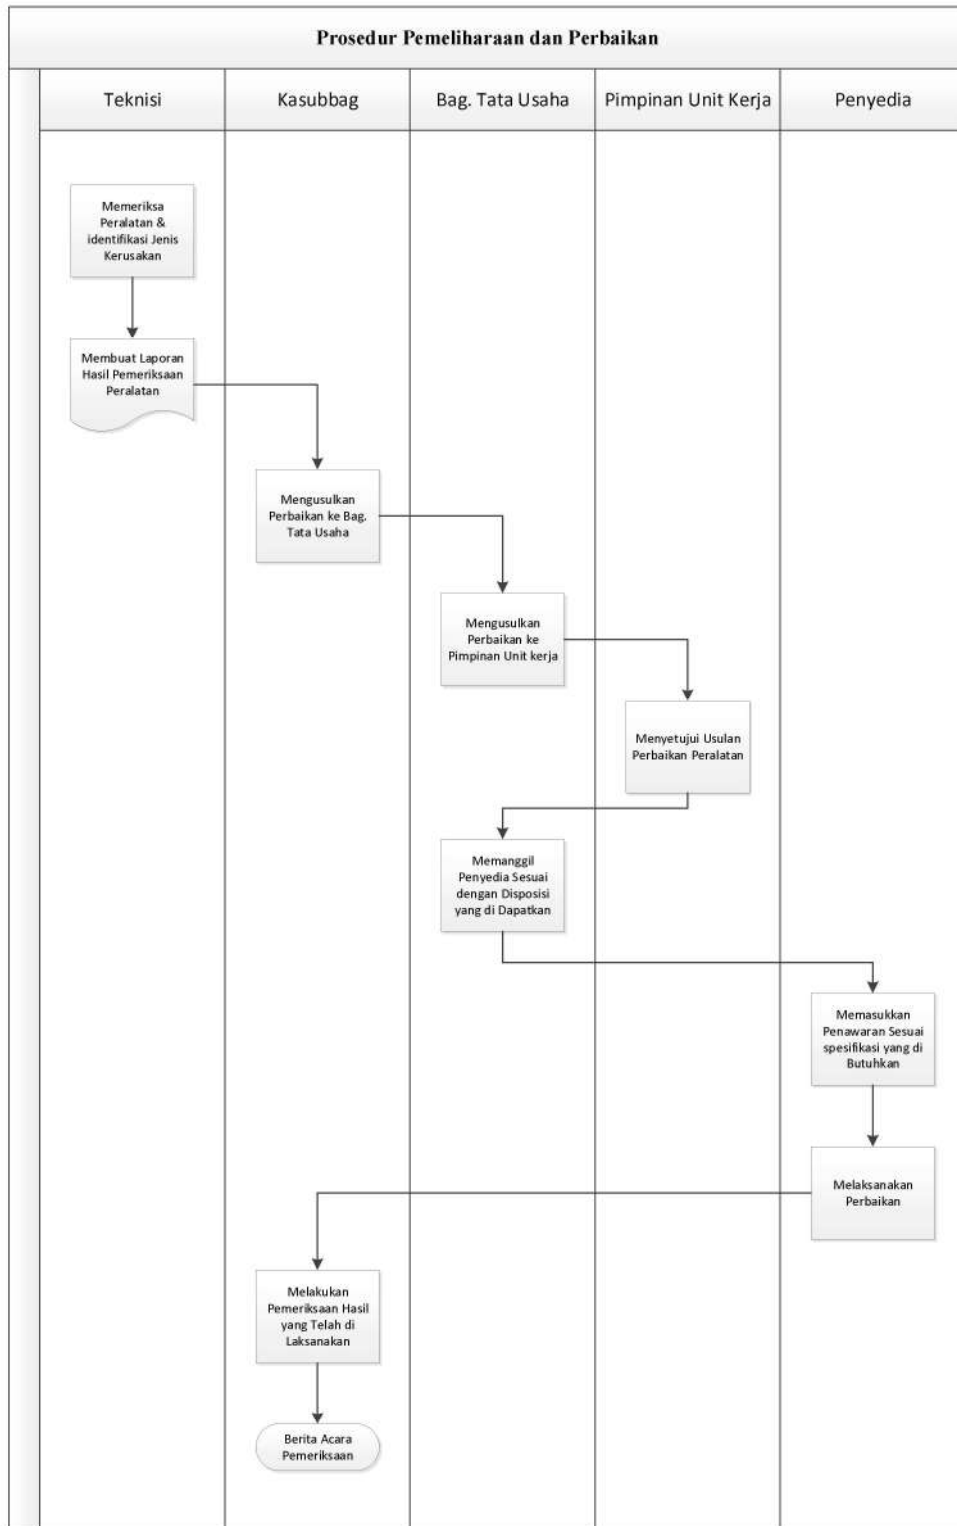 Prosedur Pemeliharaan dan Perbaikan
Teknisi
Kasubbag
Bag. Tata Usaha
Pimpinan Unit Kerja
Penyedia
Memeriksa
Peralatan &
identifikasi Jenis
Kerusakan
Membuat Laporan
Hasil Pemeriksaan
Peralatan
Mengusulkan
Perbaikan ke Bag.
Tata Usaha
Mengusulkan
Perbaikan ke
Pimpinan Unit kerja
Menyetujui Usulan
Perbaikan Peralatan
Memanggil
Penyedia Sesuai
dengan Disposisi
yang di Dapatkan
Memasukkan
Penawaran Sesuai
spesifikasi yang di
Butuhkan
Melaksanakan
Perbaikan
Melakukan
Pemeriksaan Hasil
yang Telah di
Laksanakan
Berita Acara
Pemeriksaan